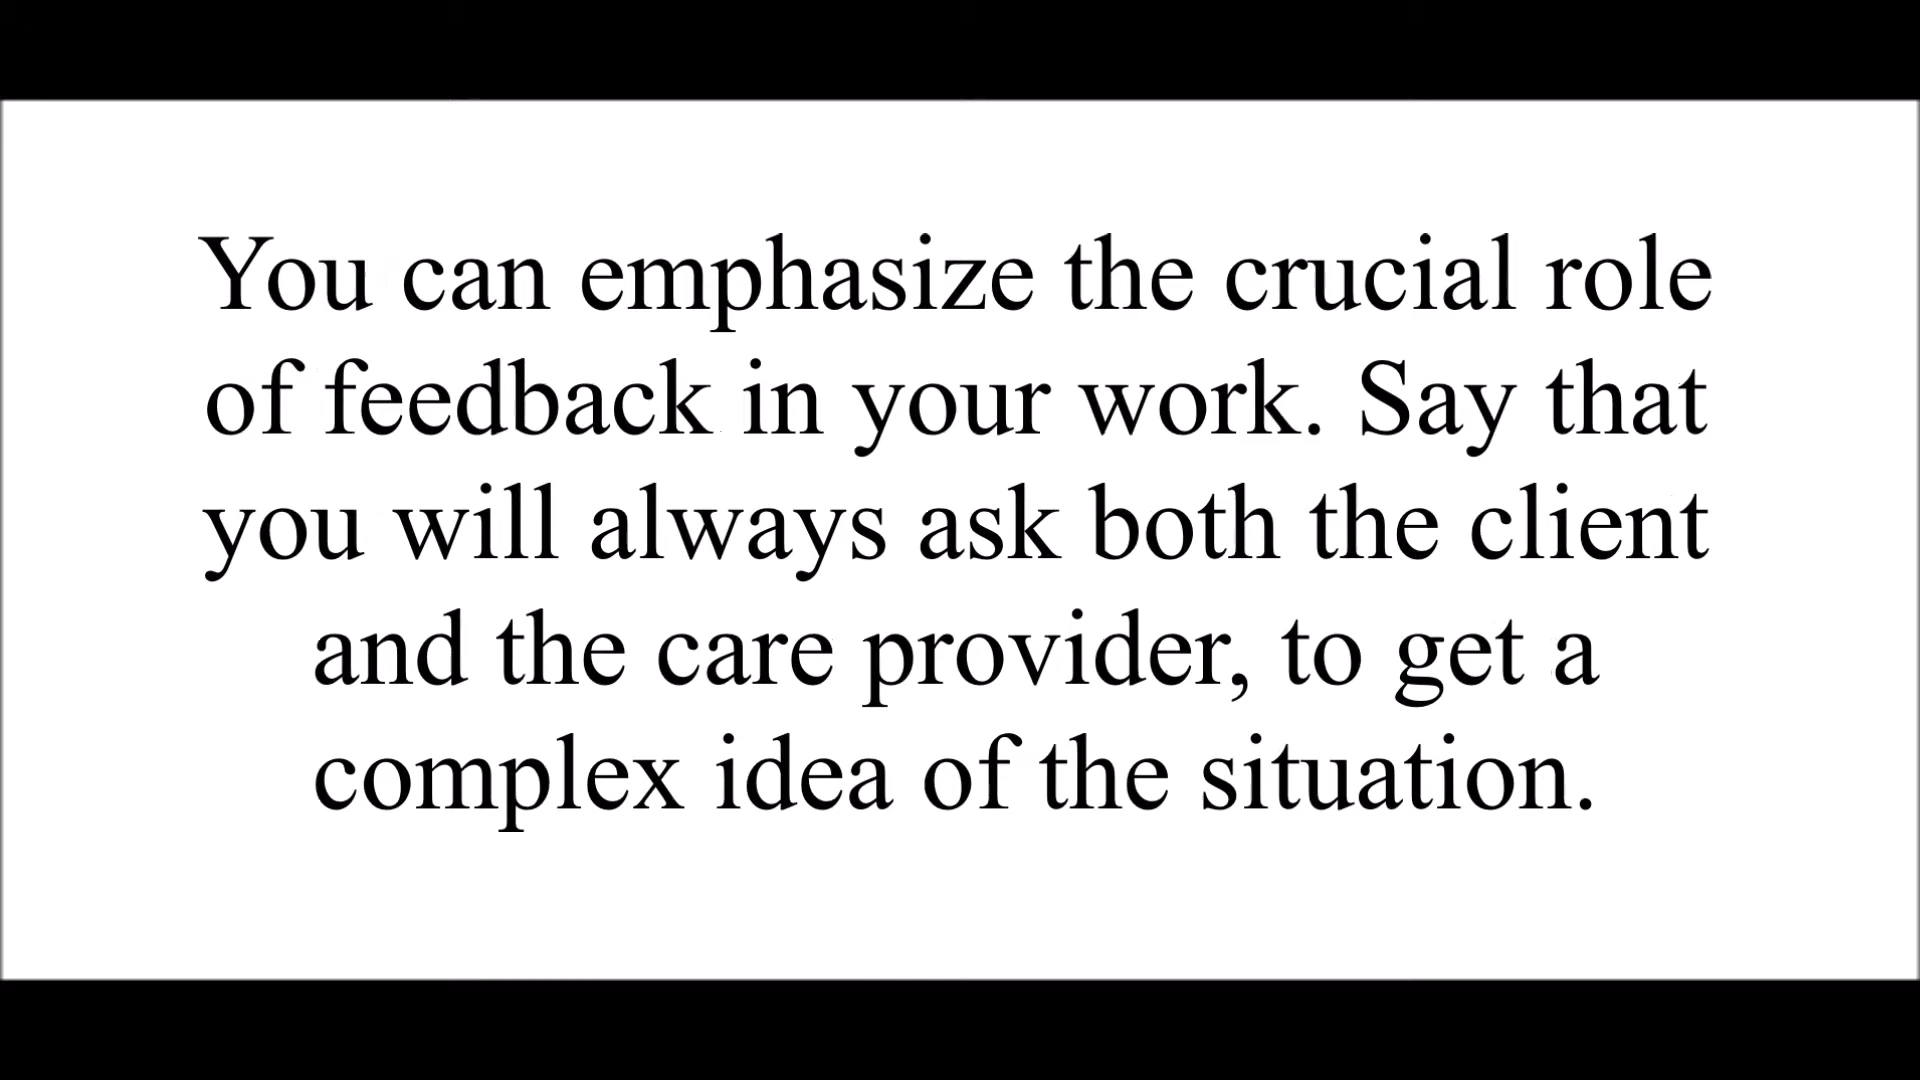 You can emphasize the crucial role
of feedback in your work. Say that
you will always ask both the client
and the care provider, to get a
complex idea of the situation.